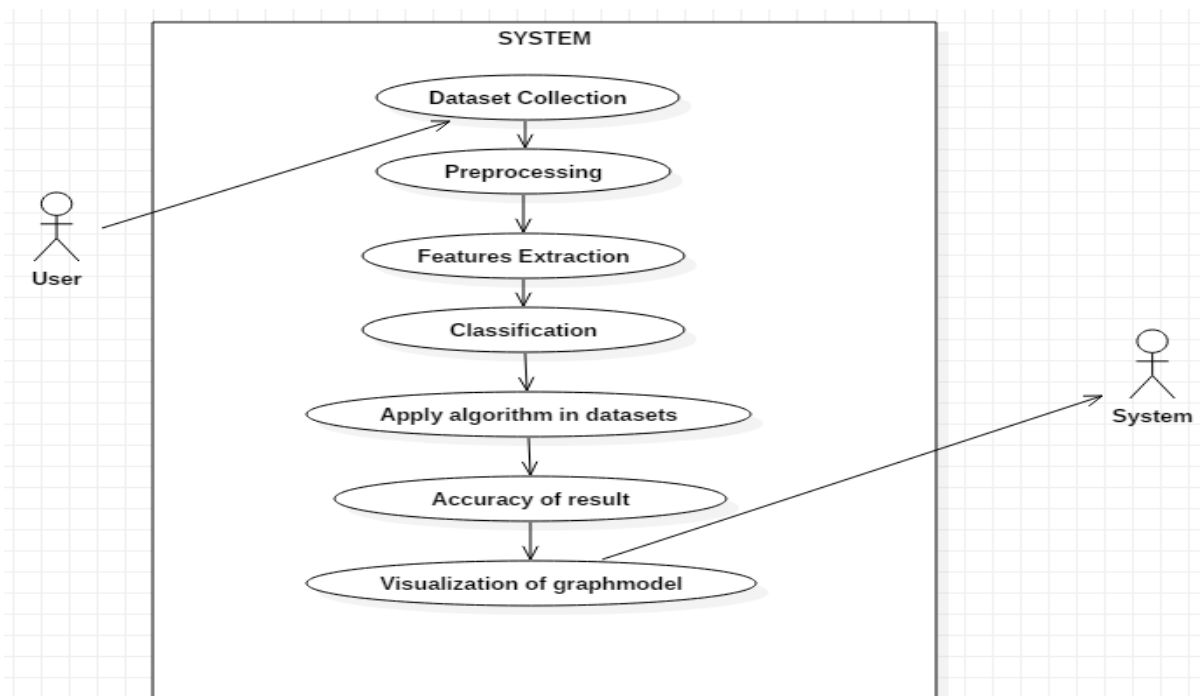 SYSTEM
Dataset Collection
Preprocessing
User
Features Extraction
Classification
System
Apply algorithm in datasets
Accuracy of result
Visualization of graphmodel